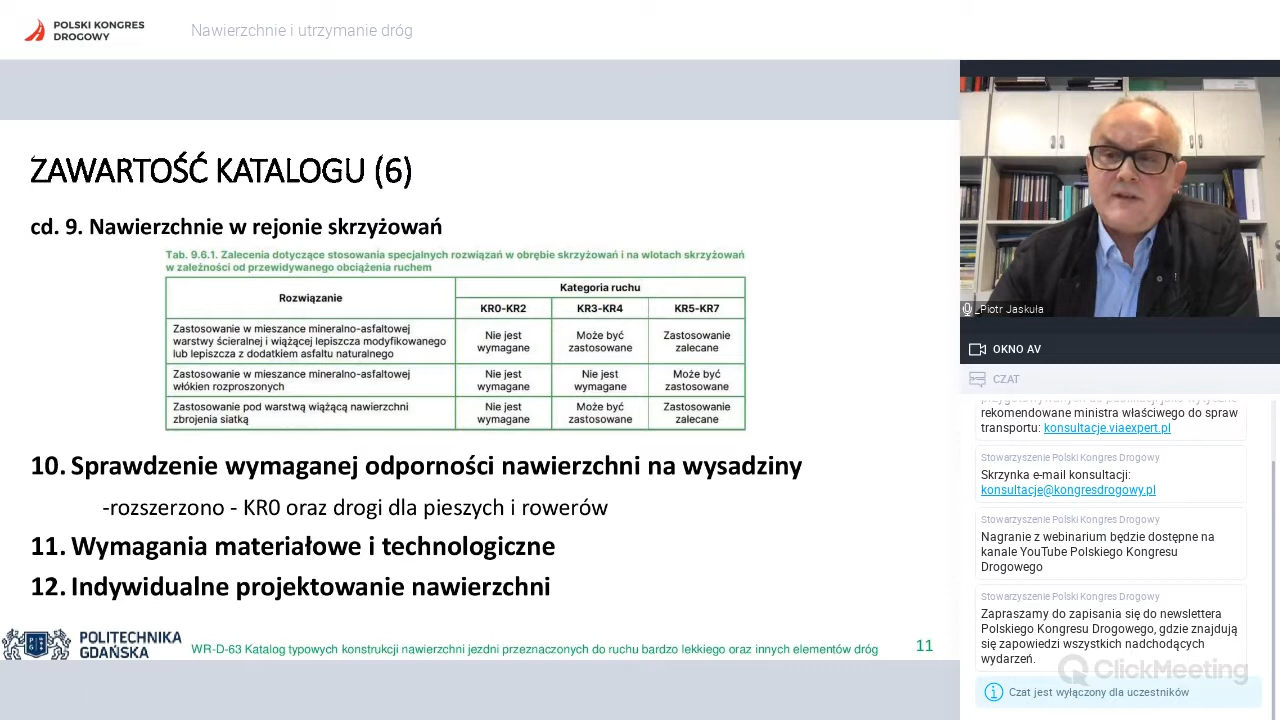 POLSKI KONGRES
DROGOWY
Nawierzchnie i utrzymanie dróg
ZAWARTOŚĆ KATALOGU (6)
cd. 9. Nawierzchnie w rejonie skrzyżowań
Tab. 9.6.1. Zalecenia dotyczące stosowania specjalnych rozwiązań w obrębie skrzyżowań i na wlotach skrzyżowań
w zależności od przewidywanego obciążenia ruchem
Rozwiązanie
Kategoria ruchu
KR0-KR2
KR3-KR4
KR5-KR7
Zastosowanie w mieszance mineralno-asfaltowej
warstwy ścieralnej i wiążącej lepiszcza modyfikowanego
lub lepiszcza z dodatkiem asfaltu naturalnego
Nie jest
wymagane
Może być
zastosowane
Zastosowanie
zalecane
Zastosowanie w mieszance mineralno-asfaltowej
włókien rozproszonych
Nie jest
wymagane
Nie jest
wymagane
Może być
zastosowane
Zastosowanie pod warstwą wiążącą nawierzchni
zbrojenia siatką
Nie jest
wymagane
Może być
zastosowane
Zastosowanie
zalecane
10. Sprawdzenie wymaganej odporności nawierzchni na wysadziny
-rozszerzono - KR0 oraz drogi dla pieszych i rowerów
11. Wymagania materiałowe i technologiczne
12. Indywidualne projektowanie nawierzchni
POLITECHNIKA
GDAŃSKA
WR-D-63 Katalog typowych konstrukcji nawierzchni jezdni przeznaczonych do ruchu bardzo lekkiego oraz innych elementów dróg
11
_Piotr Jaskuła
OKNO AV
CZAT
rekomendowane ministra właściwego do spraw
transportu: konsultacje.viaexpert.pl
Stowarzyszenie Polski Kongres Drogowy
Skrzynka e-mail konsultacji:
konsultacje@kongresdrogowy.pl
Stowarzyszenie Polski Kongres Drogowy
Nagranie z webinarium będzie dostępne na
kanale YouTube Polskiego Kongresu
Drogowego
Stowarzyszenie Polski Kongres Drogowy
Zapraszamy do zapisania się do newslettera
Polskiego Kongresu Drogowego, gdzie znajdują
się zapowiedzi wszystkich nadchodzących
wydarzeń.
ClickMeeting
Czat jest wyłączony dla uczestników